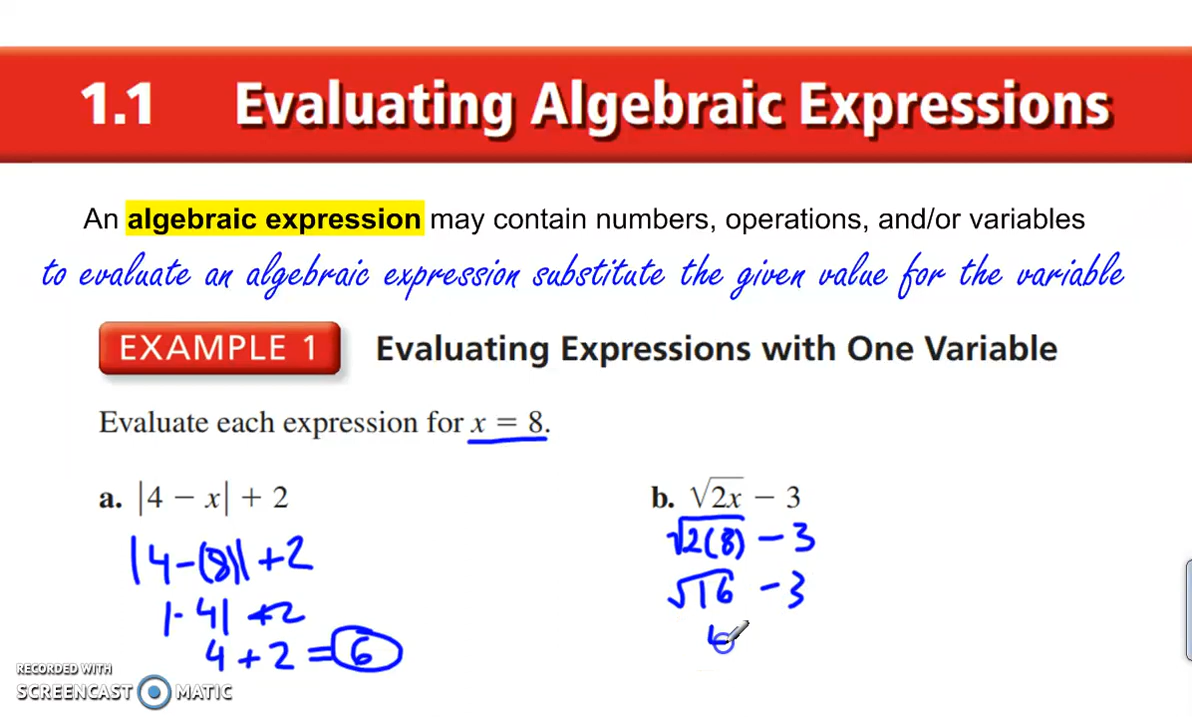 1.1 Evaluating Algebraic Expressions
An algebraic expression may contain numbers, operations, and/or variables
to evaluate an algebraic expression substitute the given value for the variable
EXAMPLE 1 Evaluating Expressions with One Variable
Evaluate each expression for x = 8.
a. |4 − x| + 2
|4-(8)| +2
|-4| +2
4+2=6
b. √2x − 3
√2(8) -3
√16 -3
RECORDED WITH
SCREENCAST MATIC